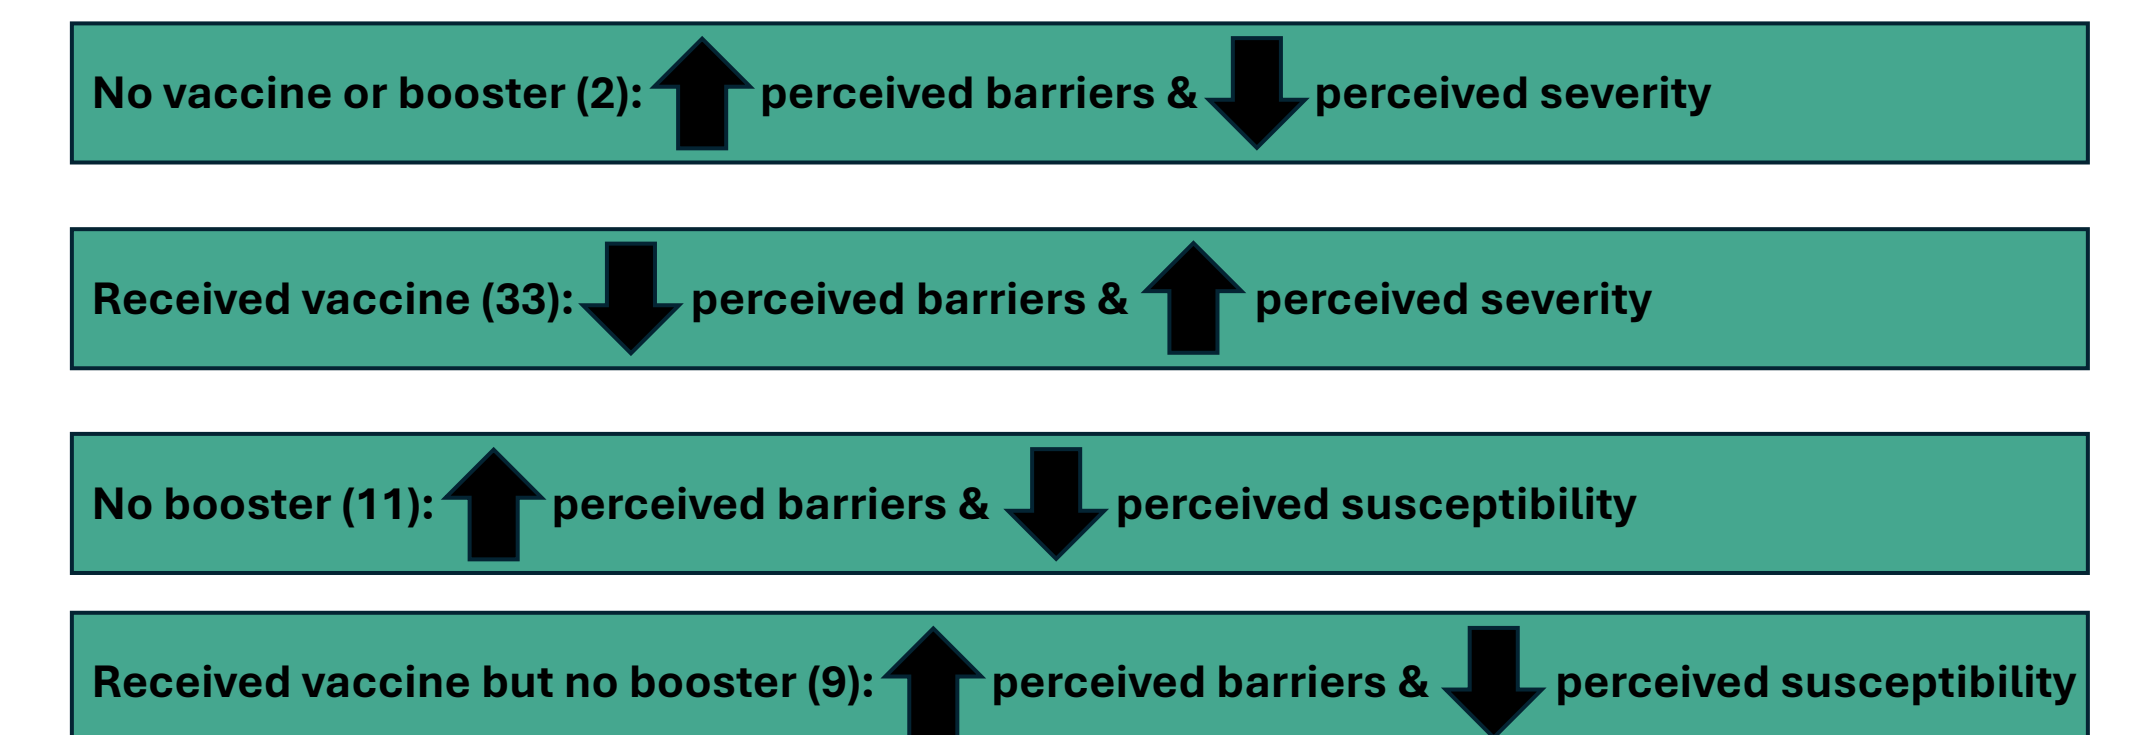 No vaccine or booster (2): perceived barriers & perceived severity
Received vaccine (33): perceived barriers & perceived severity
No booster (11): perceived barriers & perceived susceptibility
Received vaccine but no booster (9): perceived barriers & perceived susceptibility